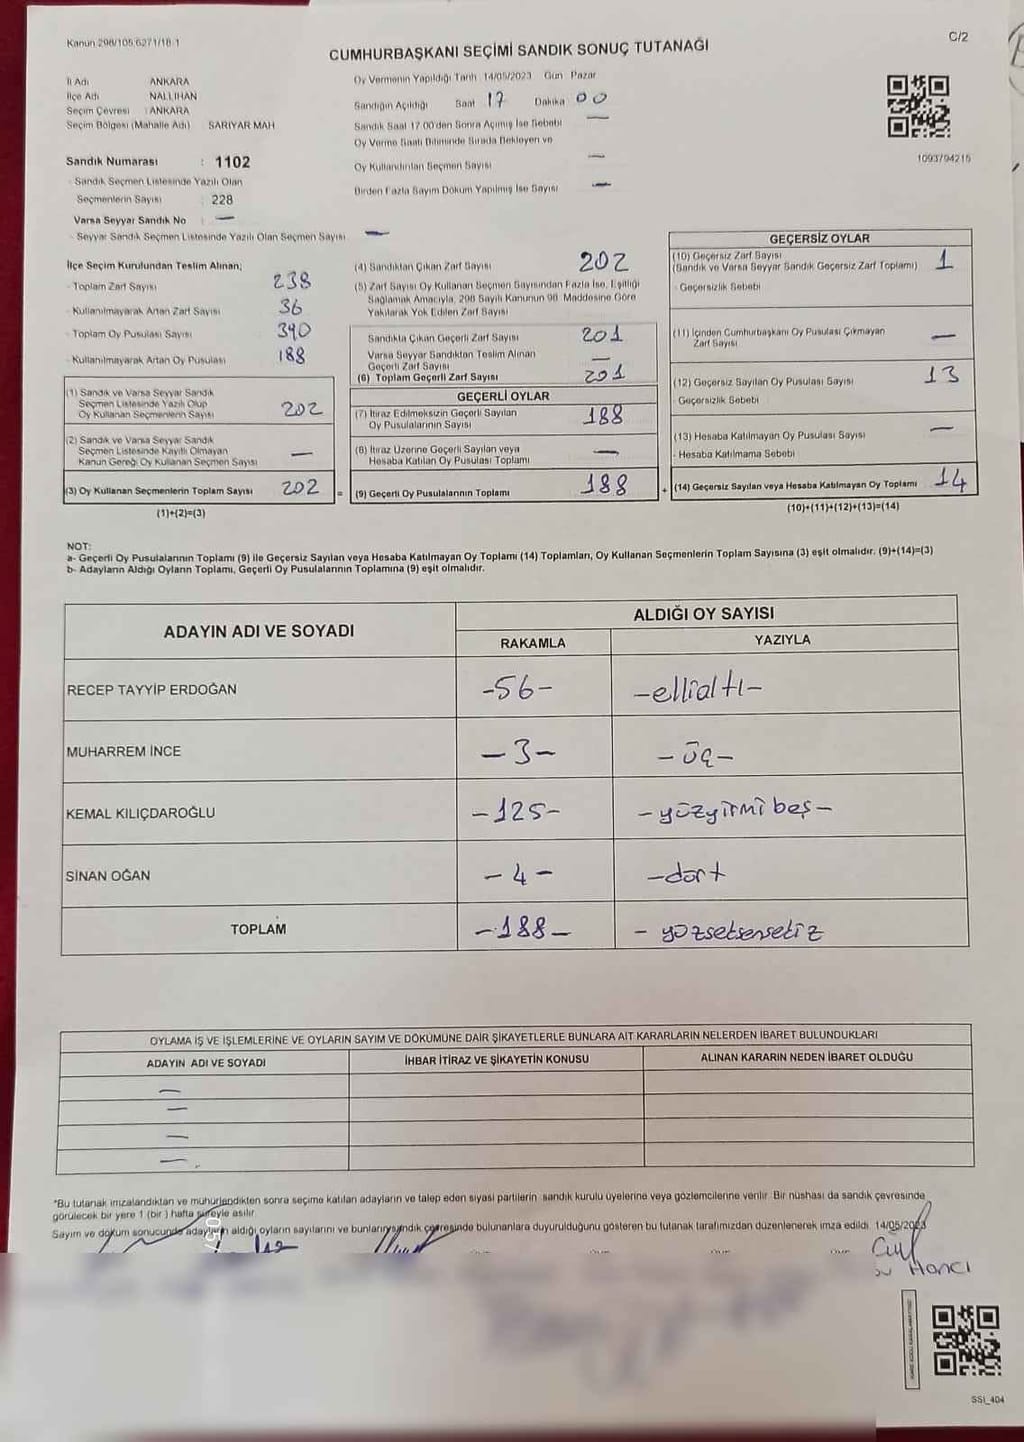 Kanun 298/105,6271/18-1
C/2
CUMHURBAŞKANI SEÇİMİ SANDIK SONUÇ TUTANAĞI
İl Adı ANKARA
İlçe Adı NALLIHAN
Seçim Çevresi : ANKARA
Seçim Bölgesi (Mahalle Adı) SARIYAR MAH
Sandık Numarası : 1102
- Sandık Seçmen Listesinde Yazılı Olan
Seçmenlerin Sayısı : 228
Varsa Seyyar Sandık No : —
- Seyyar Sandık Seçmen Listesinde Yazılı Olan Seçmen Sayısı —
Oy Vermenin Yapıldığı Tarih 14/05/2023 Gün Pazar
Sandığın Açıldığı Saat 17 Dakika 00
Sandık Saat 17.00'den Sonra Açılmış İse Sebebi —
Oy Verme Saati Bitiminde Sırada Bekleyen ve
Oy Kullandırılan Seçmen Sayısı —
Birden Fazla Sayım Döküm Yapılmış İse Sayısı —
1093794215
İlçe Seçim Kurulundan Teslim Alınan;
- Toplam Zarf Sayısı 238
- Kullanılmayarak Artan Zarf Sayısı 36
- Toplam Oy Pusulası Sayısı 390
- Kullanılmayarak Artan Oy Pusulası 188
(1) Sandık ve Varsa Seyyar Sandık
Seçmen Listesinde Yazılı Olup
Oy Kullanan Seçmenlerin Sayısı 202
(2) Sandık ve Varsa Seyyar Sandık
Seçmen Listesinde Kayıtlı Olmayan
Kanun Gereği Oy Kullanan Seçmen Sayısı —
(3) Oy Kullanan Seçmenlerin Toplam Sayısı 202 =
(1)+(2)=(3)
(4) Sandıktan Çıkan Zarf Sayısı 202
(5) Zarf Sayısı Oy Kullanan Seçmen Sayısından Fazla İse, Eşitliği
Sağlamak Amacıyla, 298 Sayılı Kanunun 98. Maddesine Göre
Yakılarak Yok Edilen Zarf Sayısı
Sandıkta Çıkan Geçerli Zarf Sayısı 201
Varsa Seyyar Sandıktan Teslim Alınan
Geçerli Zarf Sayısı —
(6) Toplam Geçerli Zarf Sayısı 201
GEÇERLİ OYLAR
(7) İtiraz Edilmeksizin Geçerli Sayılan
Oy Pusulalarının Sayısı 188
(8) İtiraz Üzerine Geçerli Sayılan veya
Hesaba Katılan Oy Pusulası Toplamı —
(9) Geçerli Oy Pusulalarının Toplamı 188 +
GEÇERSİZ OYLAR
(10) Geçersiz Zarf Sayısı 1
(Sandık ve Varsa Seyyar Sandık Geçersiz Zarf Toplamı)
- Geçersizlik Sebebi
(11) İçinden Cumhurbaşkanı Oy Pusulası Çıkmayan
Zarf Sayısı —
(12) Geçersiz Sayılan Oy Pusulası Sayısı 13
- Geçersizlik Sebebi
(13) Hesaba Katılmayan Oy Pusulası Sayısı —
- Hesaba Katılmama Sebebi
(14) Geçersiz Sayılan veya Hesaba Katılmayan Oy Toplamı 14
(10)+(11)+(12)+(13)=(14)
NOT:
a- Geçerli Oy Pusulalarının Toplamı (9) ile Geçersiz Sayılan veya Hesaba Katılmayan Oy Toplamı (14) Toplamları, Oy Kullanan Seçmenlerin Toplam Sayısına (3) eşit olmalıdır. (9)+(14)=(3)
b- Adayların Aldığı Oyların Toplamı, Geçerli Oy Pusulalarının Toplamına (9) eşit olmalıdır.
ADAYIN ADI VE SOYADI ALDIĞI OY SAYISI
RAKAMLA YAZIYLA
RECEP TAYYİP ERDOĞAN -56- -ellialtı-
MUHARREM İNCE -3- -üç-
KEMAL KILIÇDAROĞLU -125- -yüzyirmi beş-
SİNAN OĞAN -4- -dört
TOPLAM -188- - yüzseksensekiz
OYLAMA İŞ VE İŞLEMLERİNE VE OYLARIN SAYIM VE DÖKÜMÜNE DAİR ŞİKAYETLERLE BUNLARA AİT KARARLARIN NELERDEN İBARET BULUNDUKLARI
ADAYIN ADI VE SOYADI İHBAR İTİRAZ VE ŞİKAYETİN KONUSU ALINAN KARARIN NEDEN İBARET OLDUĞU
—
—
—
—
*Bu tutanak imzalandıktan ve mühürlendikten sonra seçime katılan adayların ve talep eden siyasi partilerin sandık kurulu üyelerine veya gözlemcilerine verilir. Bir nüshası da sandık çevresinde
görülecek bir yere 1 (bir ) hafta süreyle asılır.
Sayım ve döküm sonucunda adayların aldığı oyların sayılarını ve bunların sandık çevresinde bulunanlara duyurulduğunu gösteren bu tutanak tarafımızdan düzenlenerek imza edildi. 14/05/2023
Hancı
SSI_404